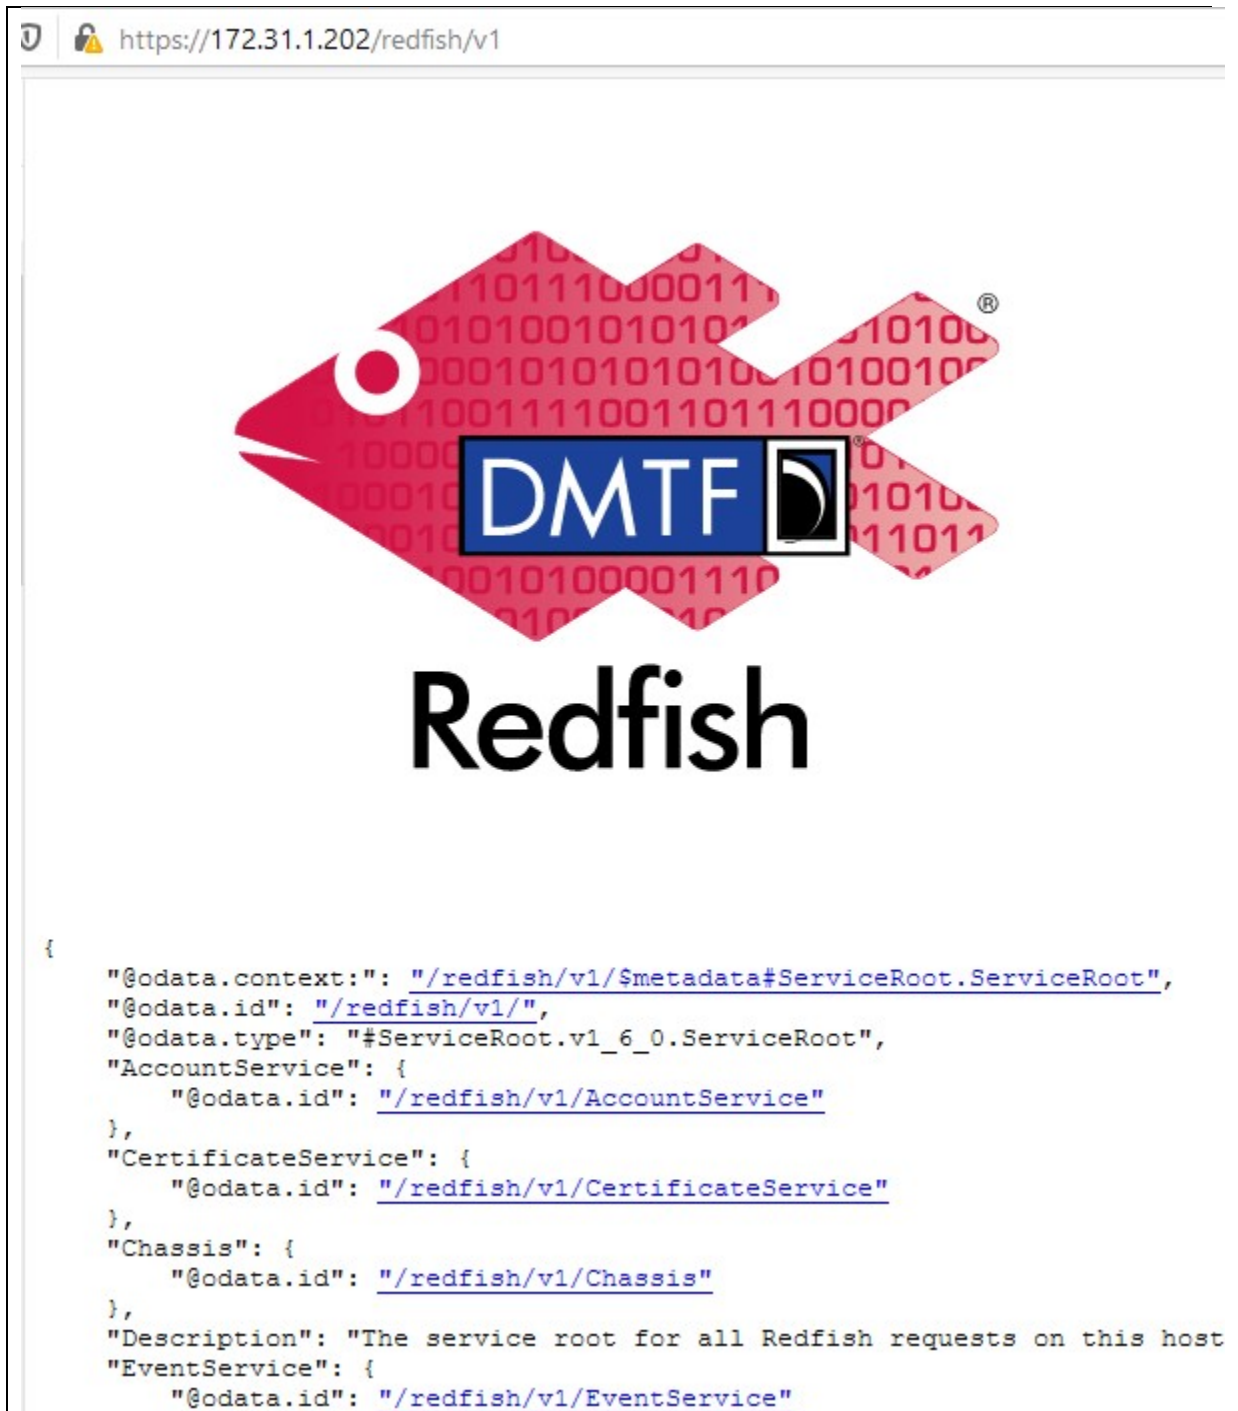 https://172.31.1.202/redfish/v1
®
DMTF
®
Redfish
{
    "@odata.context:": "/redfish/v1/$metadata#ServiceRoot.ServiceRoot",
    "@odata.id": "/redfish/v1/",
    "@odata.type": "#ServiceRoot.v1_6_0.ServiceRoot",
    "AccountService": {
        "@odata.id": "/redfish/v1/AccountService"
    },
    "CertificateService": {
        "@odata.id": "/redfish/v1/CertificateService"
    },
    "Chassis": {
        "@odata.id": "/redfish/v1/Chassis"
    },
    "Description": "The service root for all Redfish requests on this host
    "EventService": {
        "@odata.id": "/redfish/v1/EventService"